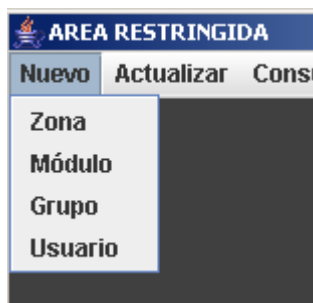 AREA RESTRINGIDA
Nuevo Actualizar
Zona
Módulo
Grupo
Usuario